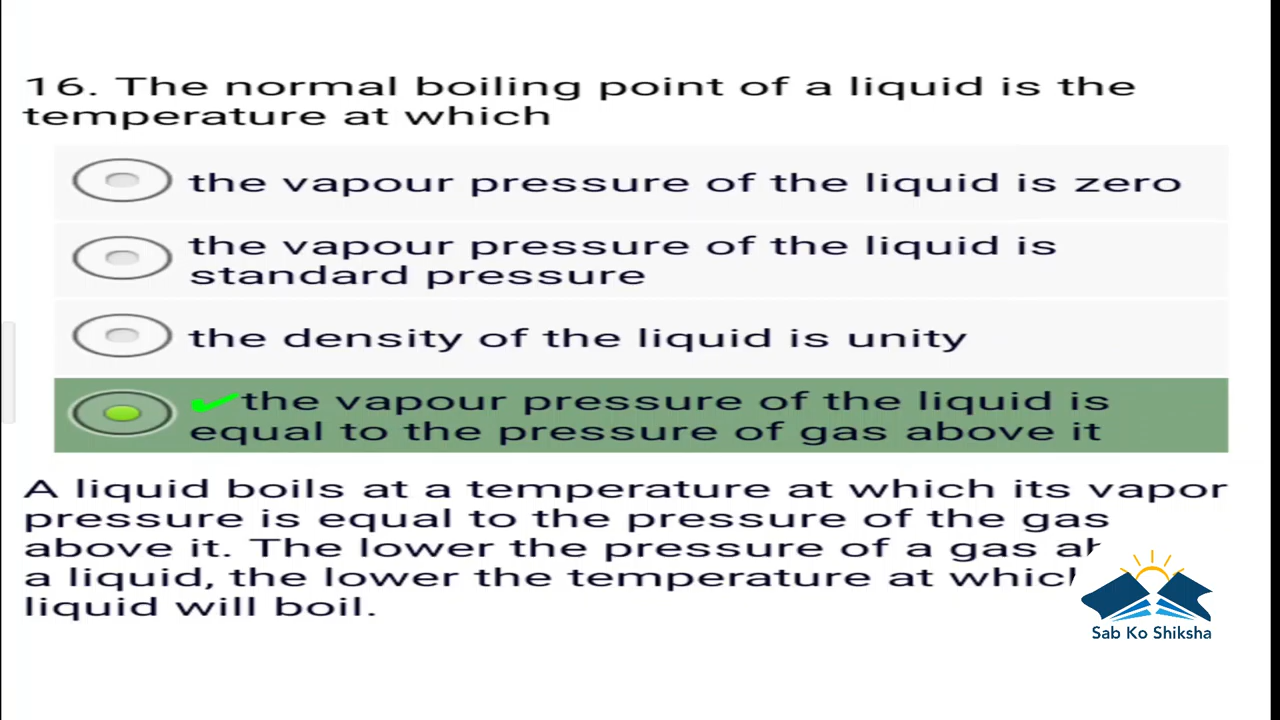 16. The normal boiling point of a liquid is the
temperature at which
the vapour pressure of the liquid is zero
the vapour pressure of the liquid is
standard pressure
the density of the liquid is unity
the vapour pressure of the liquid is
equal to the pressure of gas above it
A liquid boils at a temperature at which its vapor
pressure is equal to the pressure of the gas
above it. The lower the pressure of a gas
a liquid, the lower the temperature at which
liquid will boil.
Sab Ko Shiksha